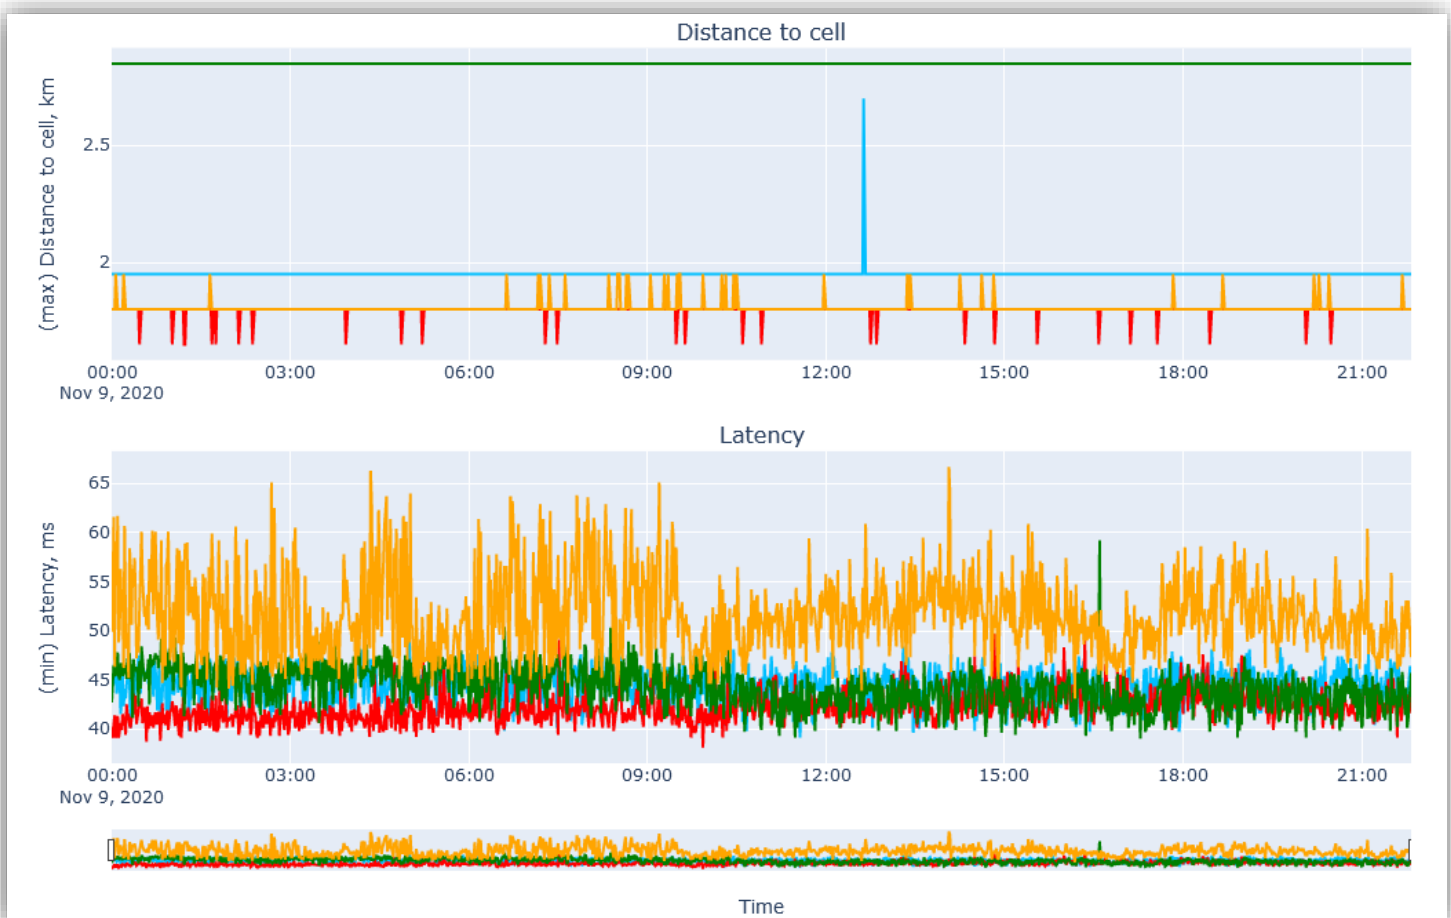 Distance to cell
(max) Distance to cell, km
2.5
2
00:00 03:00 06:00 09:00 12:00 15:00 18:00 21:00
Nov 9, 2020
Latency
(min) Latency, ms
65
60
55
50
45
40
00:00 03:00 06:00 09:00 12:00 15:00 18:00 21:00
Nov 9, 2020
Time